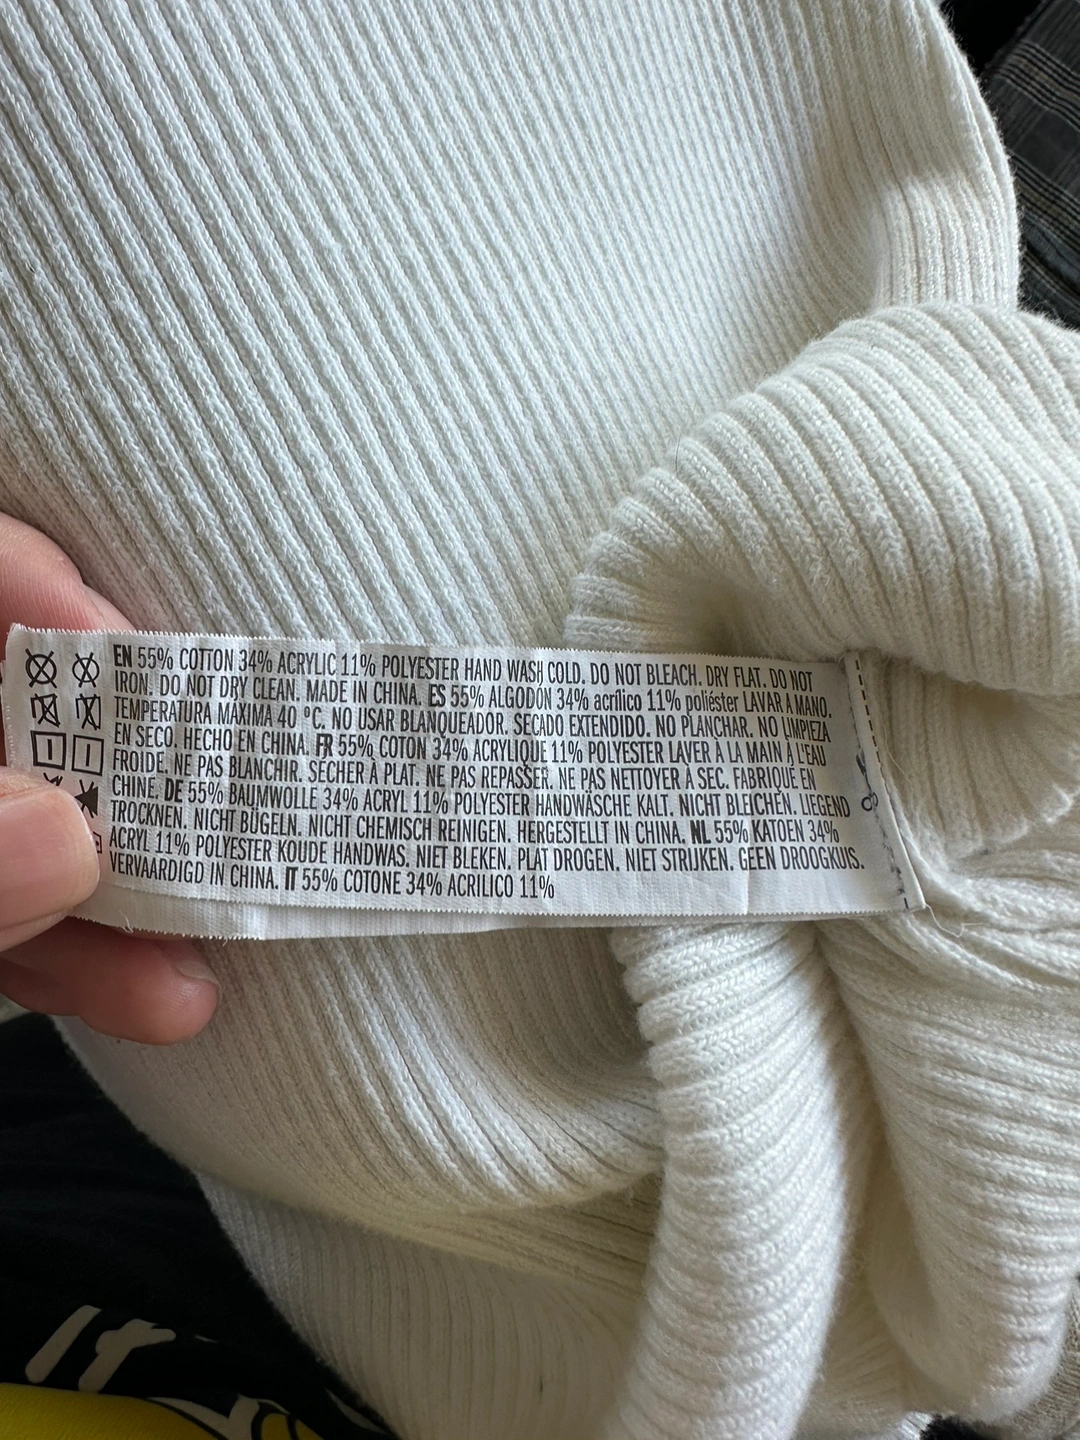 EN 55% COTTON 34% ACRYLIC 11% POLYESTER HAND WASH COLD. DO NOT BLEACH. DRY FLAT. DO NOT
IRON. DO NOT DRY CLEAN. MADE IN CHINA. ES 55% ALGODÓN 34% acrílico 11% poliéster LAVAR A MANO.
TEMPERATURA MÁXIMA 40 ºC. NO USAR BLANQUEADOR. SECADO EXTENDIDO. NO PLANCHAR. NO LIMPIEZA
EN SECO. HECHO EN CHINA. FR 55% COTON 34% ACRYLIQUE 11% POLYESTER LAVER À LA MAIN À L'EAU
FROIDE. NE PAS BLANCHIR. SÉCHER À PLAT. NE PAS REPASSER. NE PAS NETTOYER À SEC. FABRIQUÉ EN
CHINE. DE 55% BAUMWOLLE 34% ACRYL 11% POLYESTER HANDWÄSCHE KALT. NICHT BLEICHEN. LIEGEND
TROCKNEN. NICHT BÜGELN. NICHT CHEMISCH REINIGEN. HERGESTELLT IN CHINA. NL 55% KATOEN 34%
ACRYL 11% POLYESTER KOUDE HANDWAS. NIET BLEKEN. PLAT DROGEN. NIET STRIJKEN. GEEN DROOGKUIS.
VERVAARDIGD IN CHINA. IT 55% COTONE 34% ACRILICO 11%